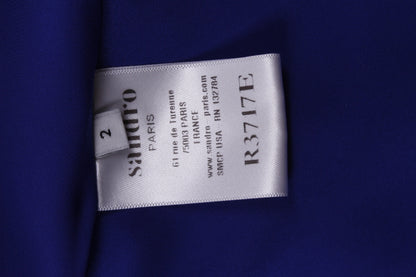 2
sandro
PARIS
61 rue de Turenne
75003 PARIS
FRANCE
www.sandro - paris.com
SMCP USA - RN 132784
R3717E